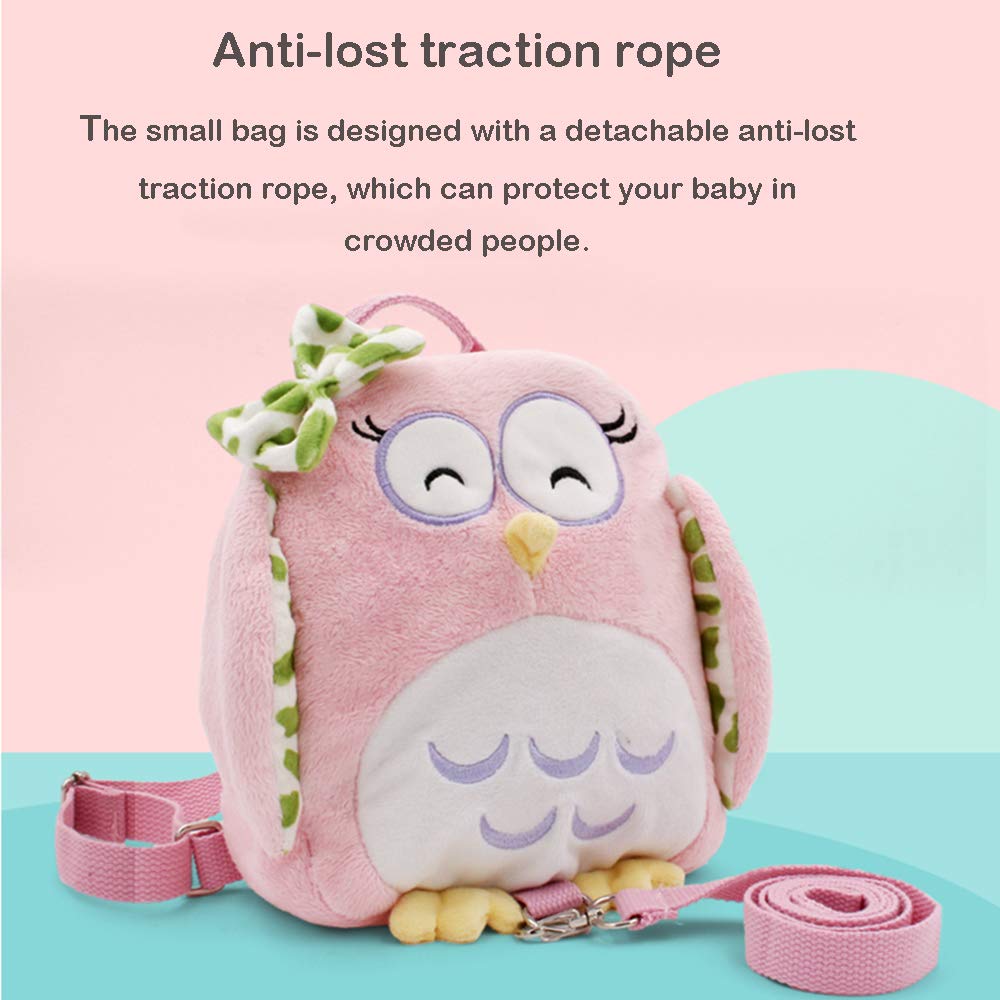 Anti-lost traction rope
The small bag is designed with a detachable anti-lost
traction rope, which can protect your baby in
crowded people.